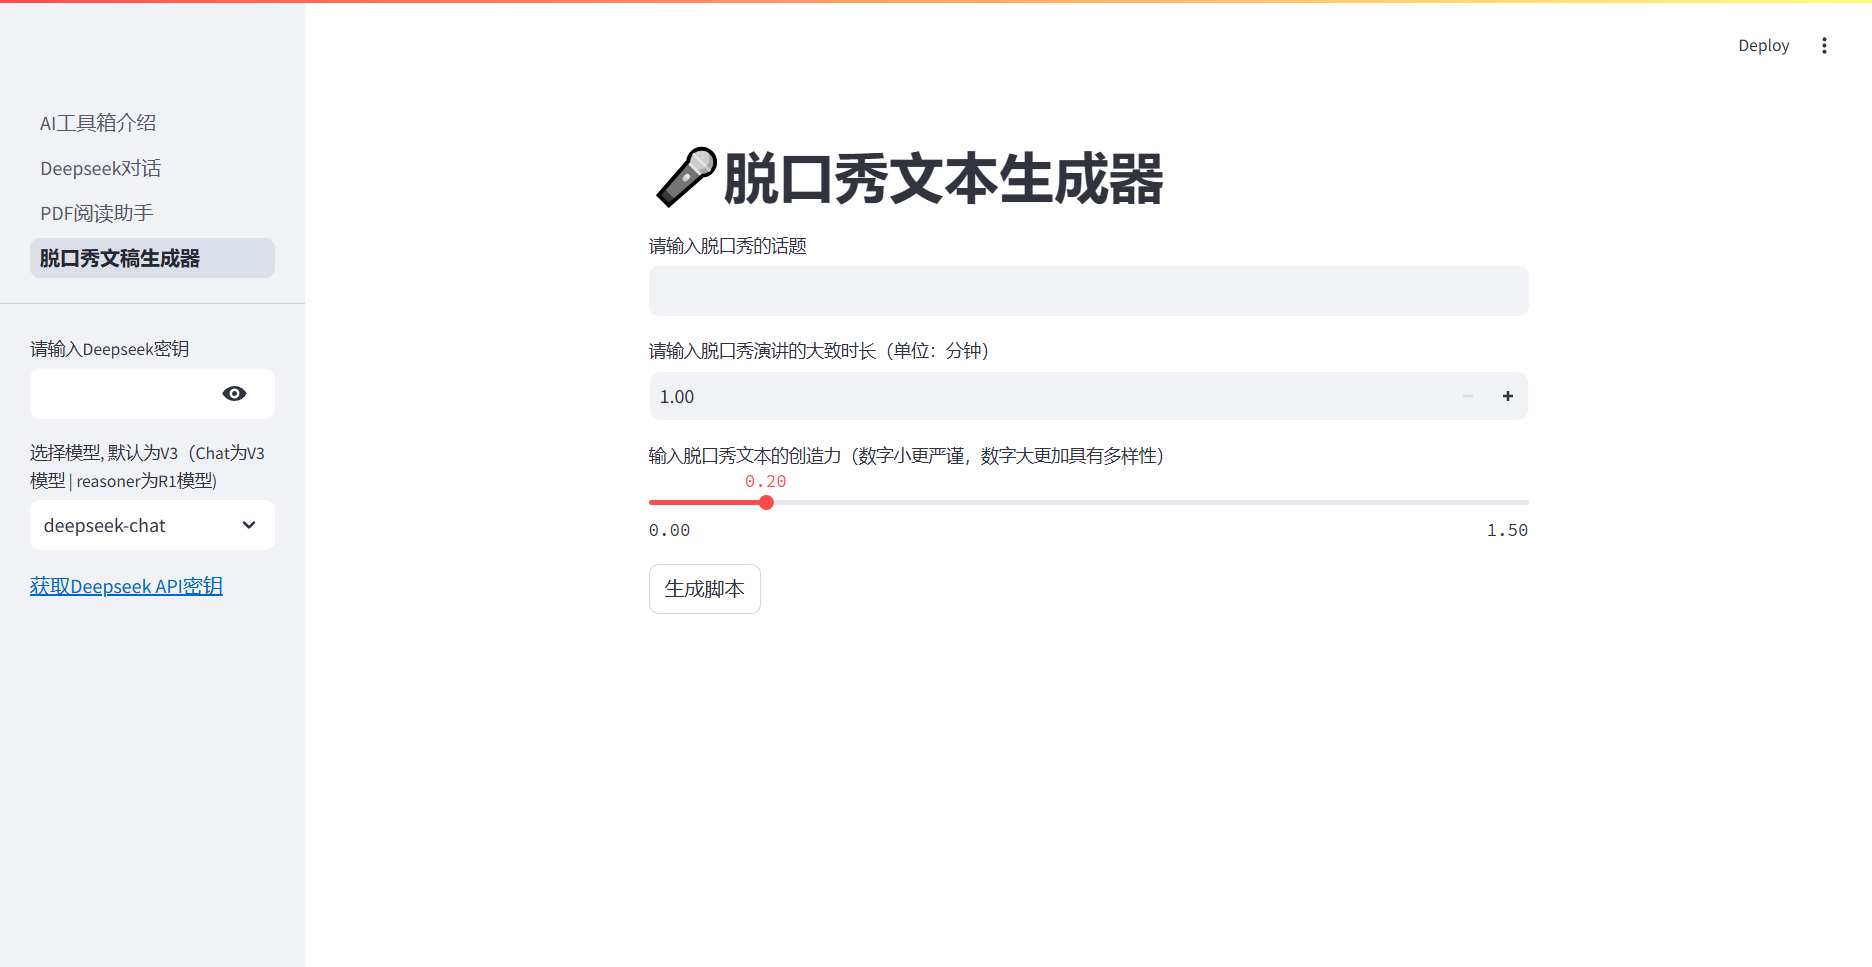 Deploy
AI工具箱介绍
Deepseek对话
PDF阅读助手
脱口秀文稿生成器
请输入Deepseek密钥
选择模型, 默认为V3（Chat为V3
模型 | reasoner为R1模型)
deepseek-chat
获取Deepseek API密钥
脱口秀文本生成器
请输入脱口秀的话题
请输入脱口秀演讲的大致时长（单位：分钟）
1.00
输入脱口秀文本的创造力（数字小更严谨，数字大更加具有多样性）
0.20
0.00
1.50
生成脚本